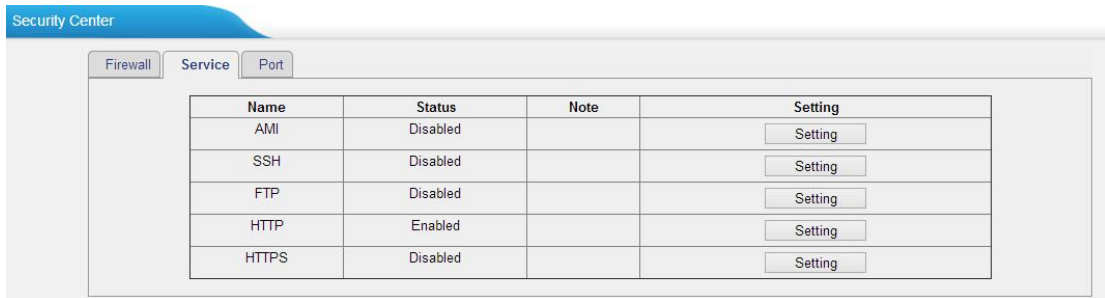 Security Center
Firewall Service Port
Name Status Note Setting
AMI Disabled Setting
SSH Disabled Setting
FTP Disabled Setting
HTTP Enabled Setting
HTTPS Disabled Setting